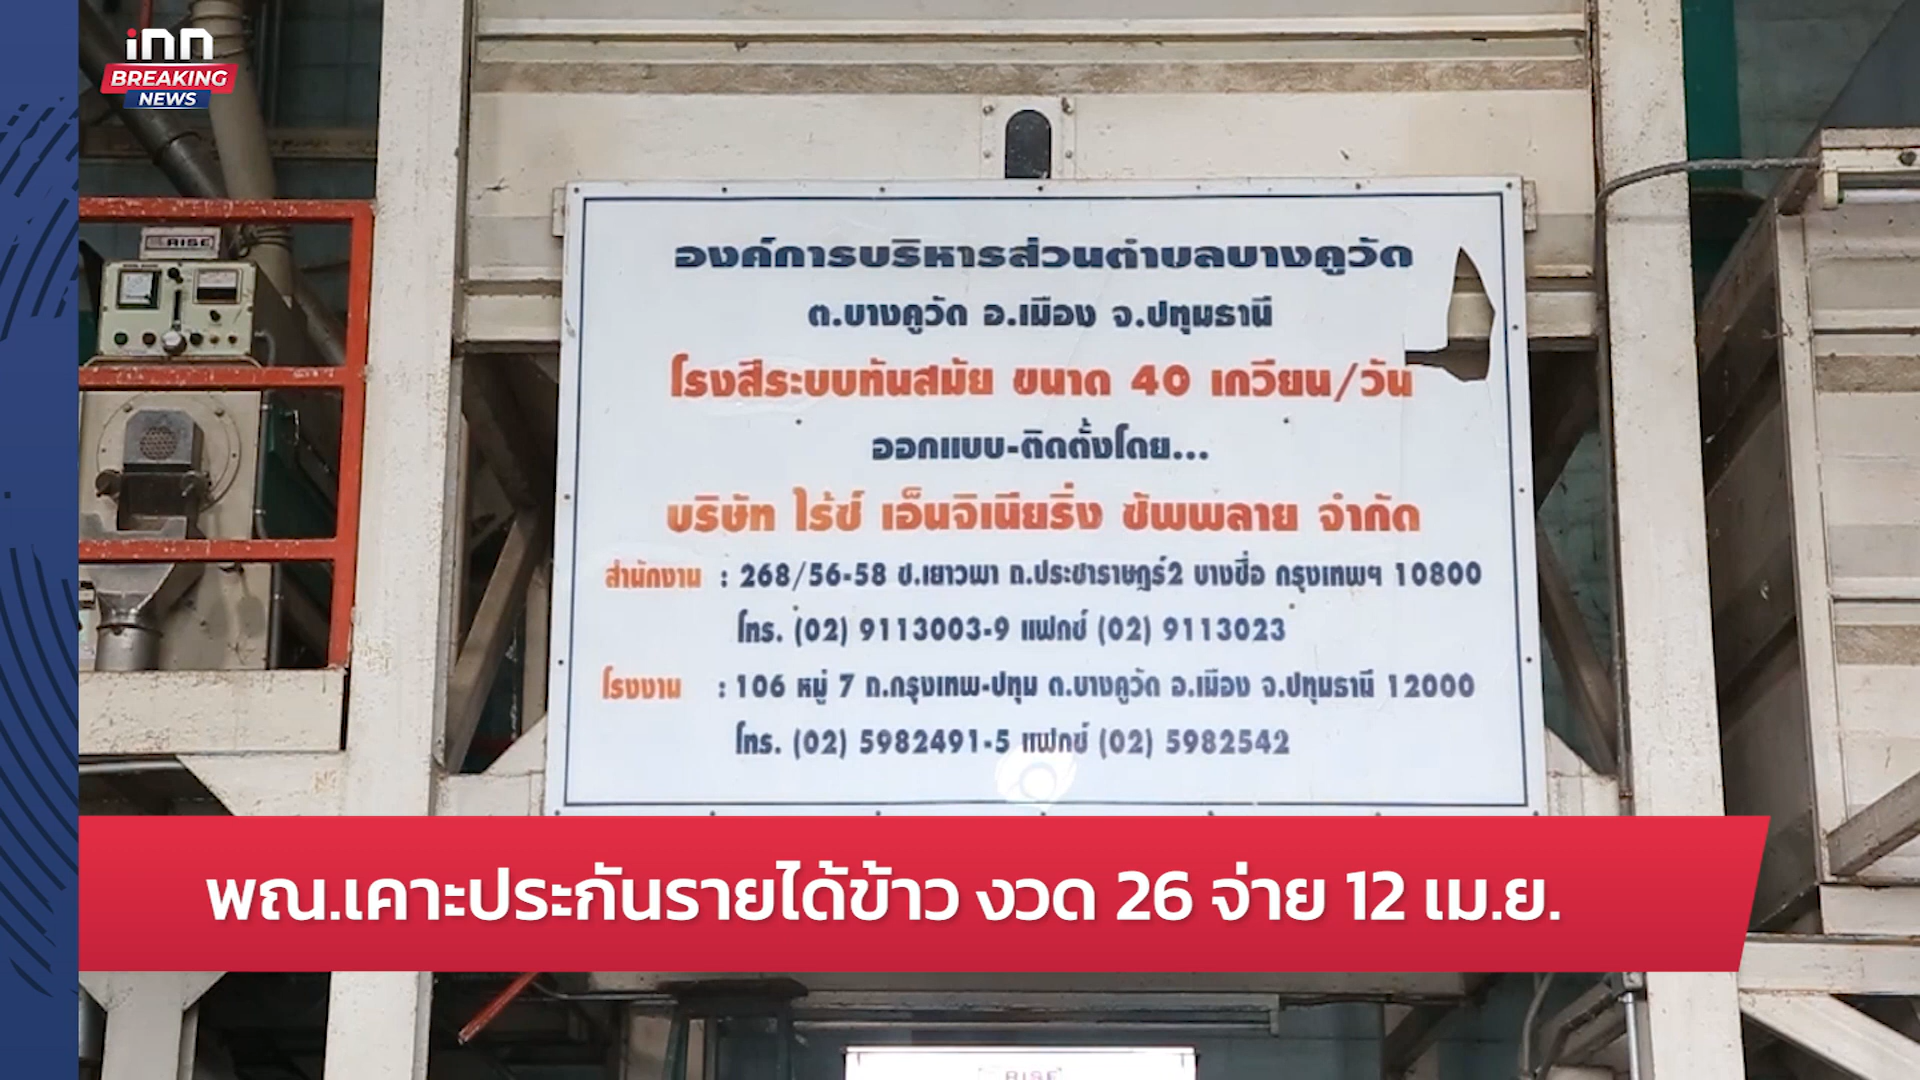 inn
BREAKING
NEWS
RISE
องค์การบริหารส่วนตำบลบางคูวัด
ต.บางคูวัด อ.เมือง จ.ปทุมธานี
โรงสีระบบทันสมัย ขนาด 40 เกวียน/วัน
ออกแบบ-ติดตั้งโดย...
บริษัท ไร้ซ์ เอ็นจิเนียริ่ง ซัพพลาย จำกัด
สำนักงาน : 268/56-58 ซ.เยาวพา ถ.ประชาราษฎร์2 บางซื่อ กรุงเทพฯ 10800
โทร. (02) 9113003-9 แฟกซ์ (02) 9113023
โรงงาน : 106 หมู่ 7 ถ.กรุงเทพ-ปทุม ต.บางคูวัด อ.เมือง จ.ปทุมธานี 12000
โทร. (02) 5982491-5 แฟกซ์ (02) 5982542
พณ.เคาะประกันรายได้ข้าว งวด 26 จ่าย 12 เม.ย.
RISE